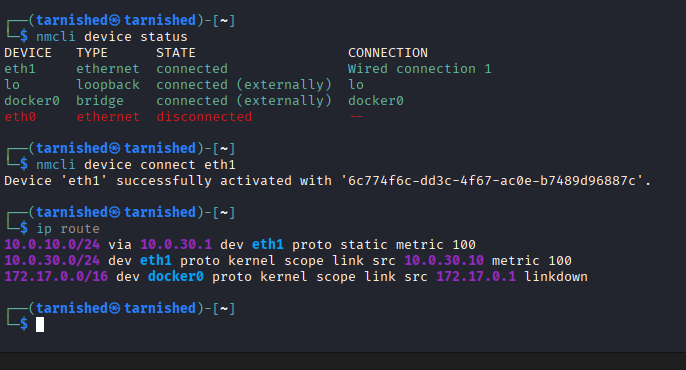 ┌──(tarnished㉿tarnished)-[~]
└─$ nmcli device status
DEVICE   TYPE      STATE                   CONNECTION
eth1     ethernet  connected               Wired connection 1
lo       loopback  connected (externally)  lo
docker0  bridge    connected (externally)  docker0
eth0     ethernet  disconnected            --
┌──(tarnished㉿tarnished)-[~]
└─$ nmcli device connect eth1
Device 'eth1' successfully activated with '6c774f6c-dd3c-4f67-ac0e-b7489d96887c'.
┌──(tarnished㉿tarnished)-[~]
└─$ ip route
10.0.10.0/24 via 10.0.30.1 dev eth1 proto static metric 100
10.0.30.0/24 dev eth1 proto kernel scope link src 10.0.30.10 metric 100
172.17.0.0/16 dev docker0 proto kernel scope link src 172.17.0.1 linkdown
┌──(tarnished㉿tarnished)-[~]
└─$